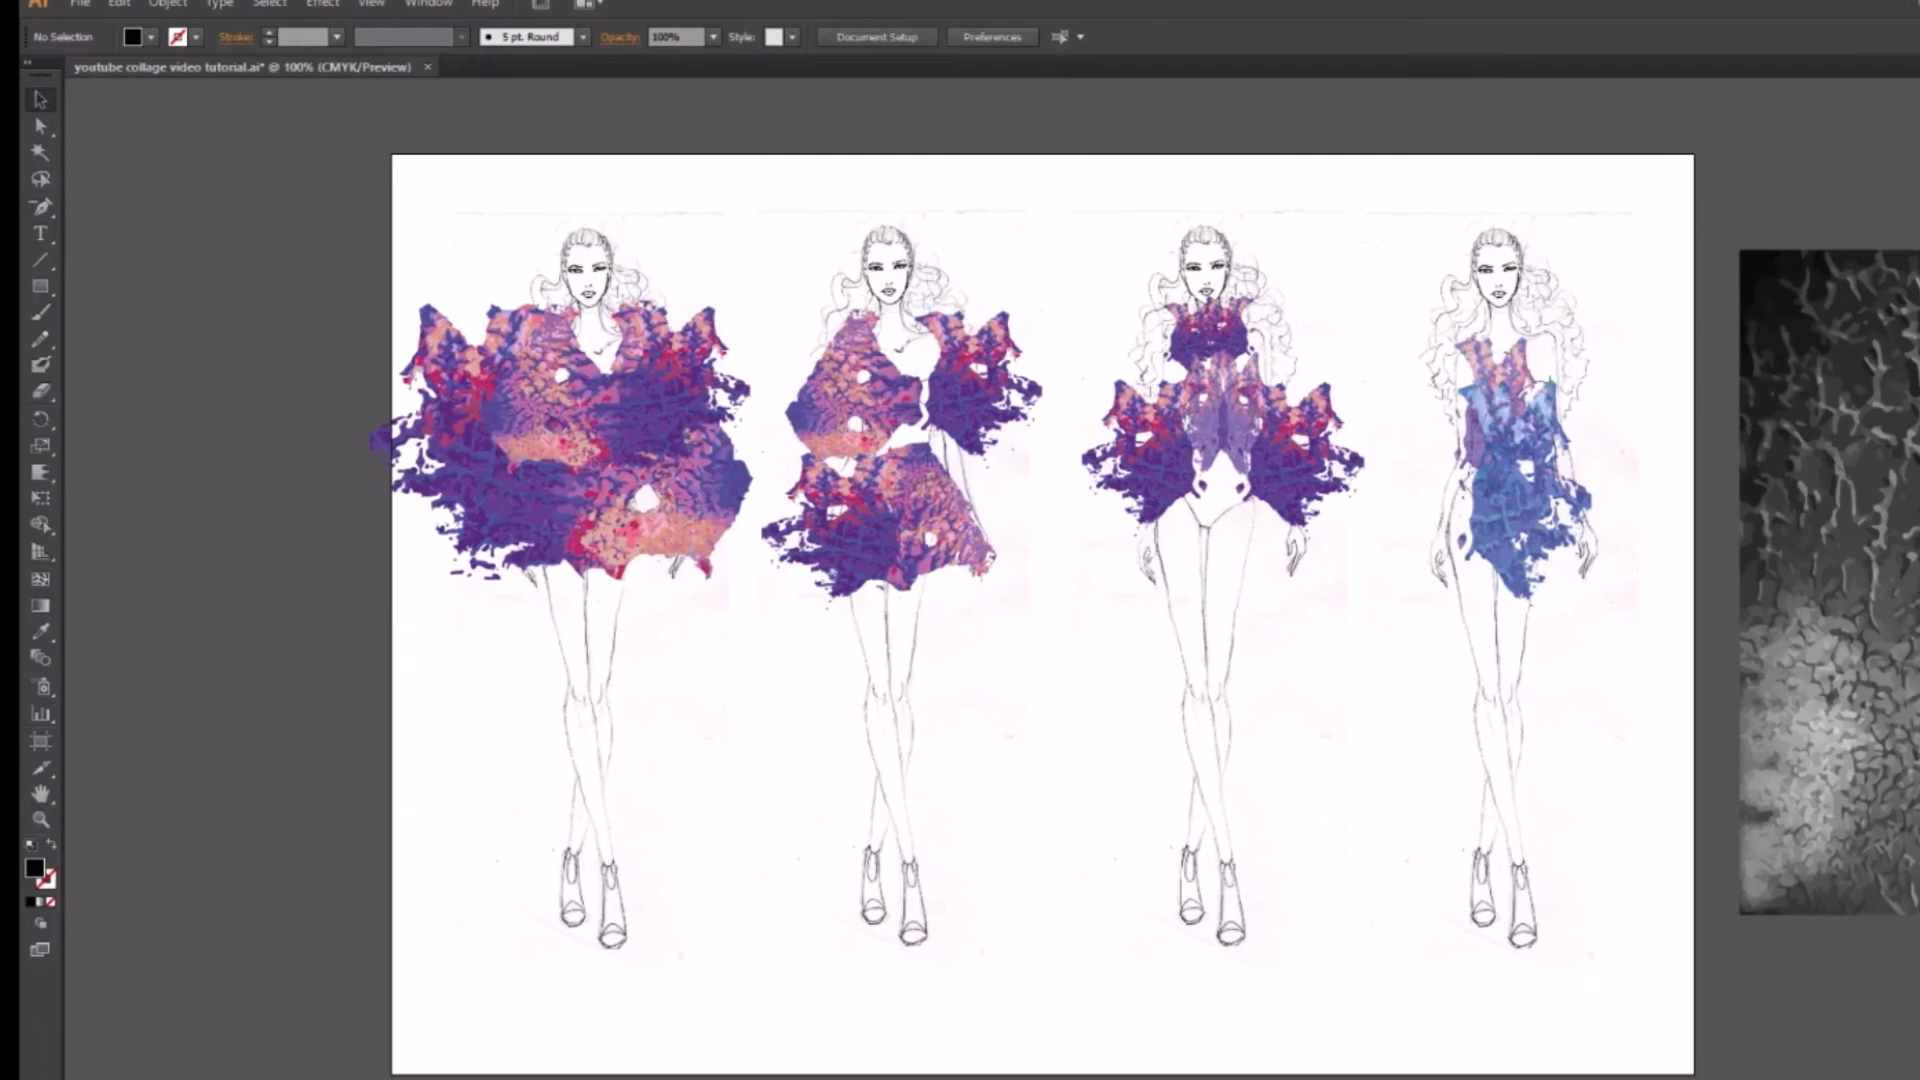 Ai File Edit Object Type Select Effect View Window Help
No Selection Stroke: 5 pt. Round Opacity: 100% Style: Document Setup Preferences
youtube collage video tutorial.ai* @ 100% (CMYK/Preview) ×